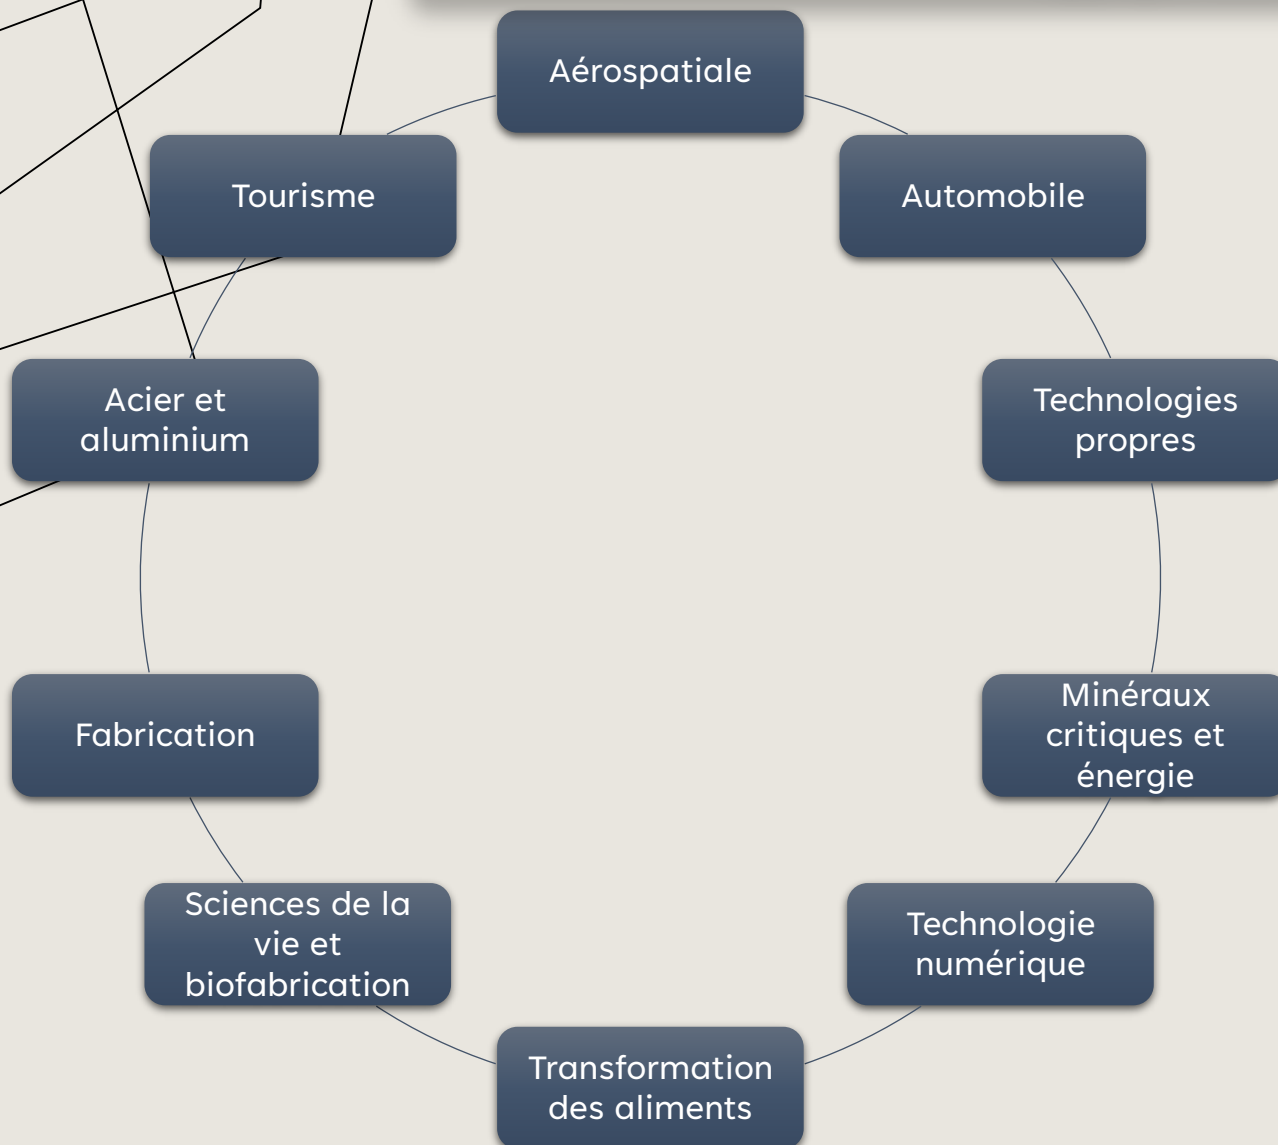 Aérospatiale
Automobile
Technologies
propres
Minéraux
critiques et
énergie
Technologie
numérique
Transformation
des aliments
Sciences de la
vie et
biofabrication
Fabrication
Acier et
aluminium
Tourisme